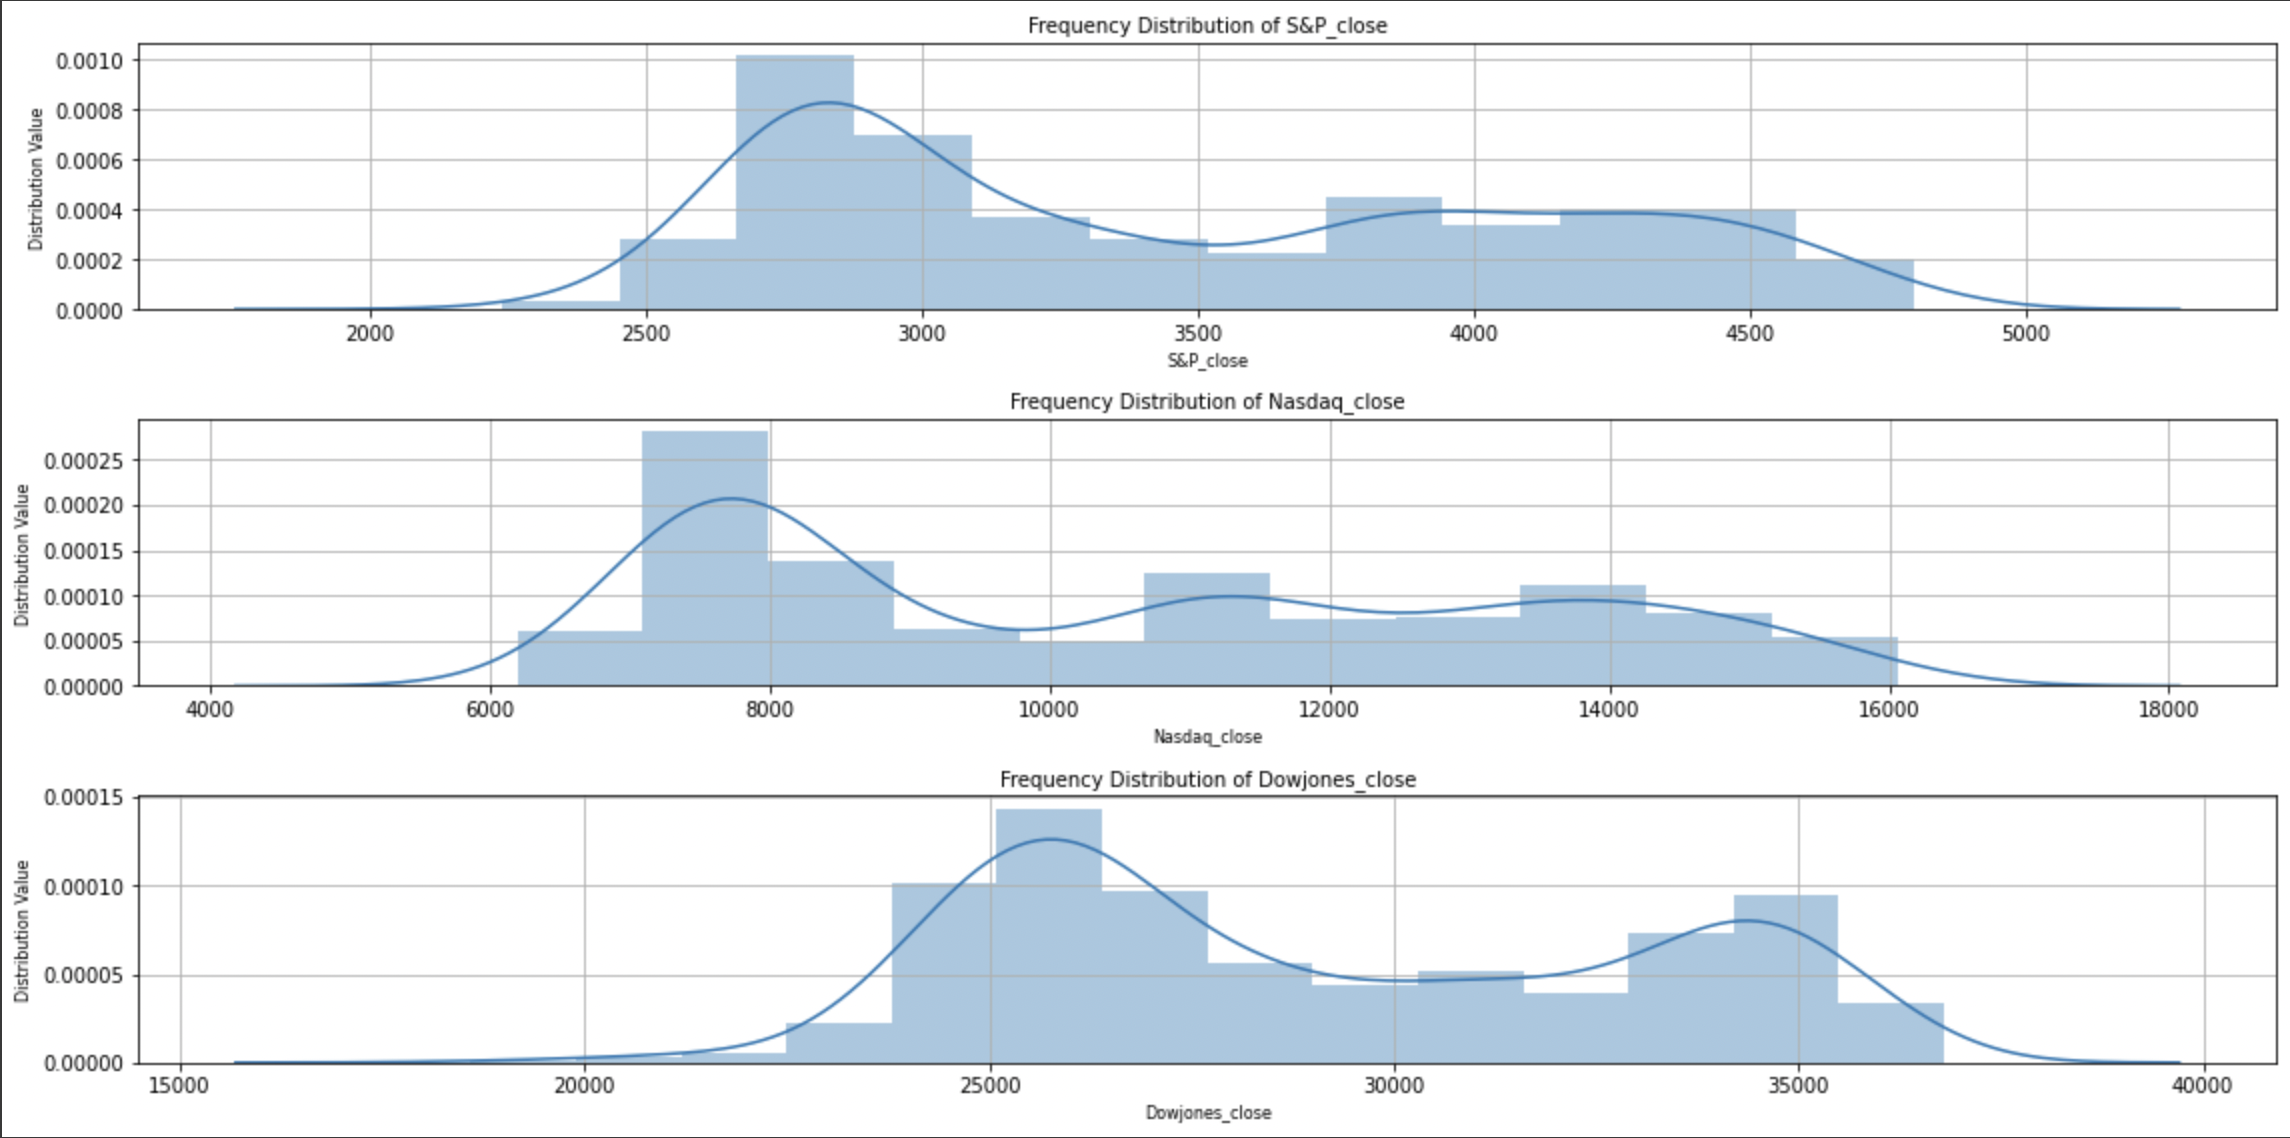 Frequency Distribution of S&P_close
Distribution Value
0.0010
0.0008
0.0006
0.0004
0.0002
0.0000
2000 2500 3000 3500 4000 4500 5000
S&P_close
Frequency Distribution of Nasdaq_close
Distribution Value
0.00025
0.00020
0.00015
0.00010
0.00005
0.00000
4000 6000 8000 10000 12000 14000 16000 18000
Nasdaq_close
Frequency Distribution of Dowjones_close
Distribution Value
0.00015
0.00010
0.00005
0.00000
15000 20000 25000 30000 35000 40000
Dowjones_close